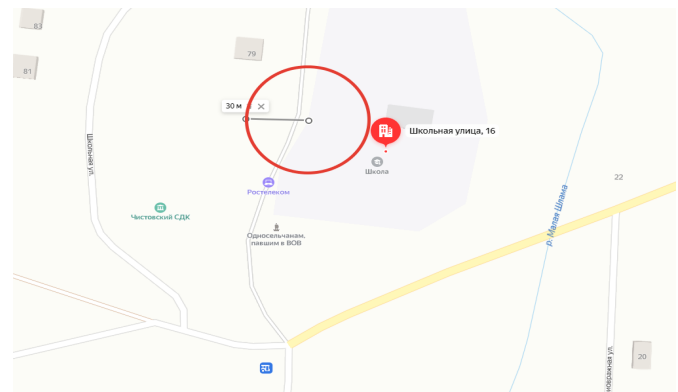 83
79
81
30 м
Школьная улица, 16
Школьная ул.
Школа
22
Ростелеком
р. Малая Шлама
Чистовский СДК
Односельчанам,
павшим в ВОВ
20